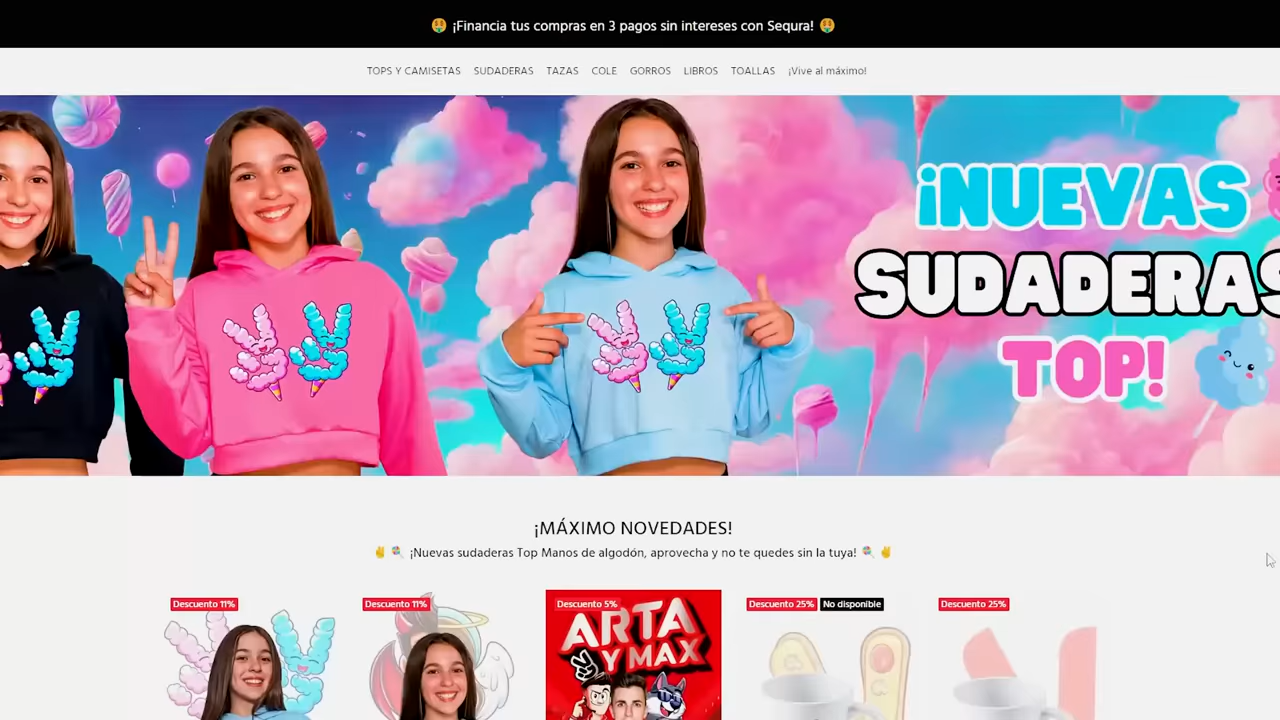 ¡Financia tus compras en 3 pagos sin intereses con Sequra!
TOPS Y CAMISETAS SUDADERAS TAZAS COLE GORROS LIBROS TOALLAS ¡Vive al máximo!
¡NUEVAS
SUDADERAS
TOP!
¡MÁXIMO NOVEDADES!
¡Nuevas sudaderas Top Manos de algodón, aprovecha y no te quedes sin la tuya!
Descuento 11% Descuento 11% Descuento 5% Descuento 25% No disponible Descuento 25%
ARTA
Y MAX